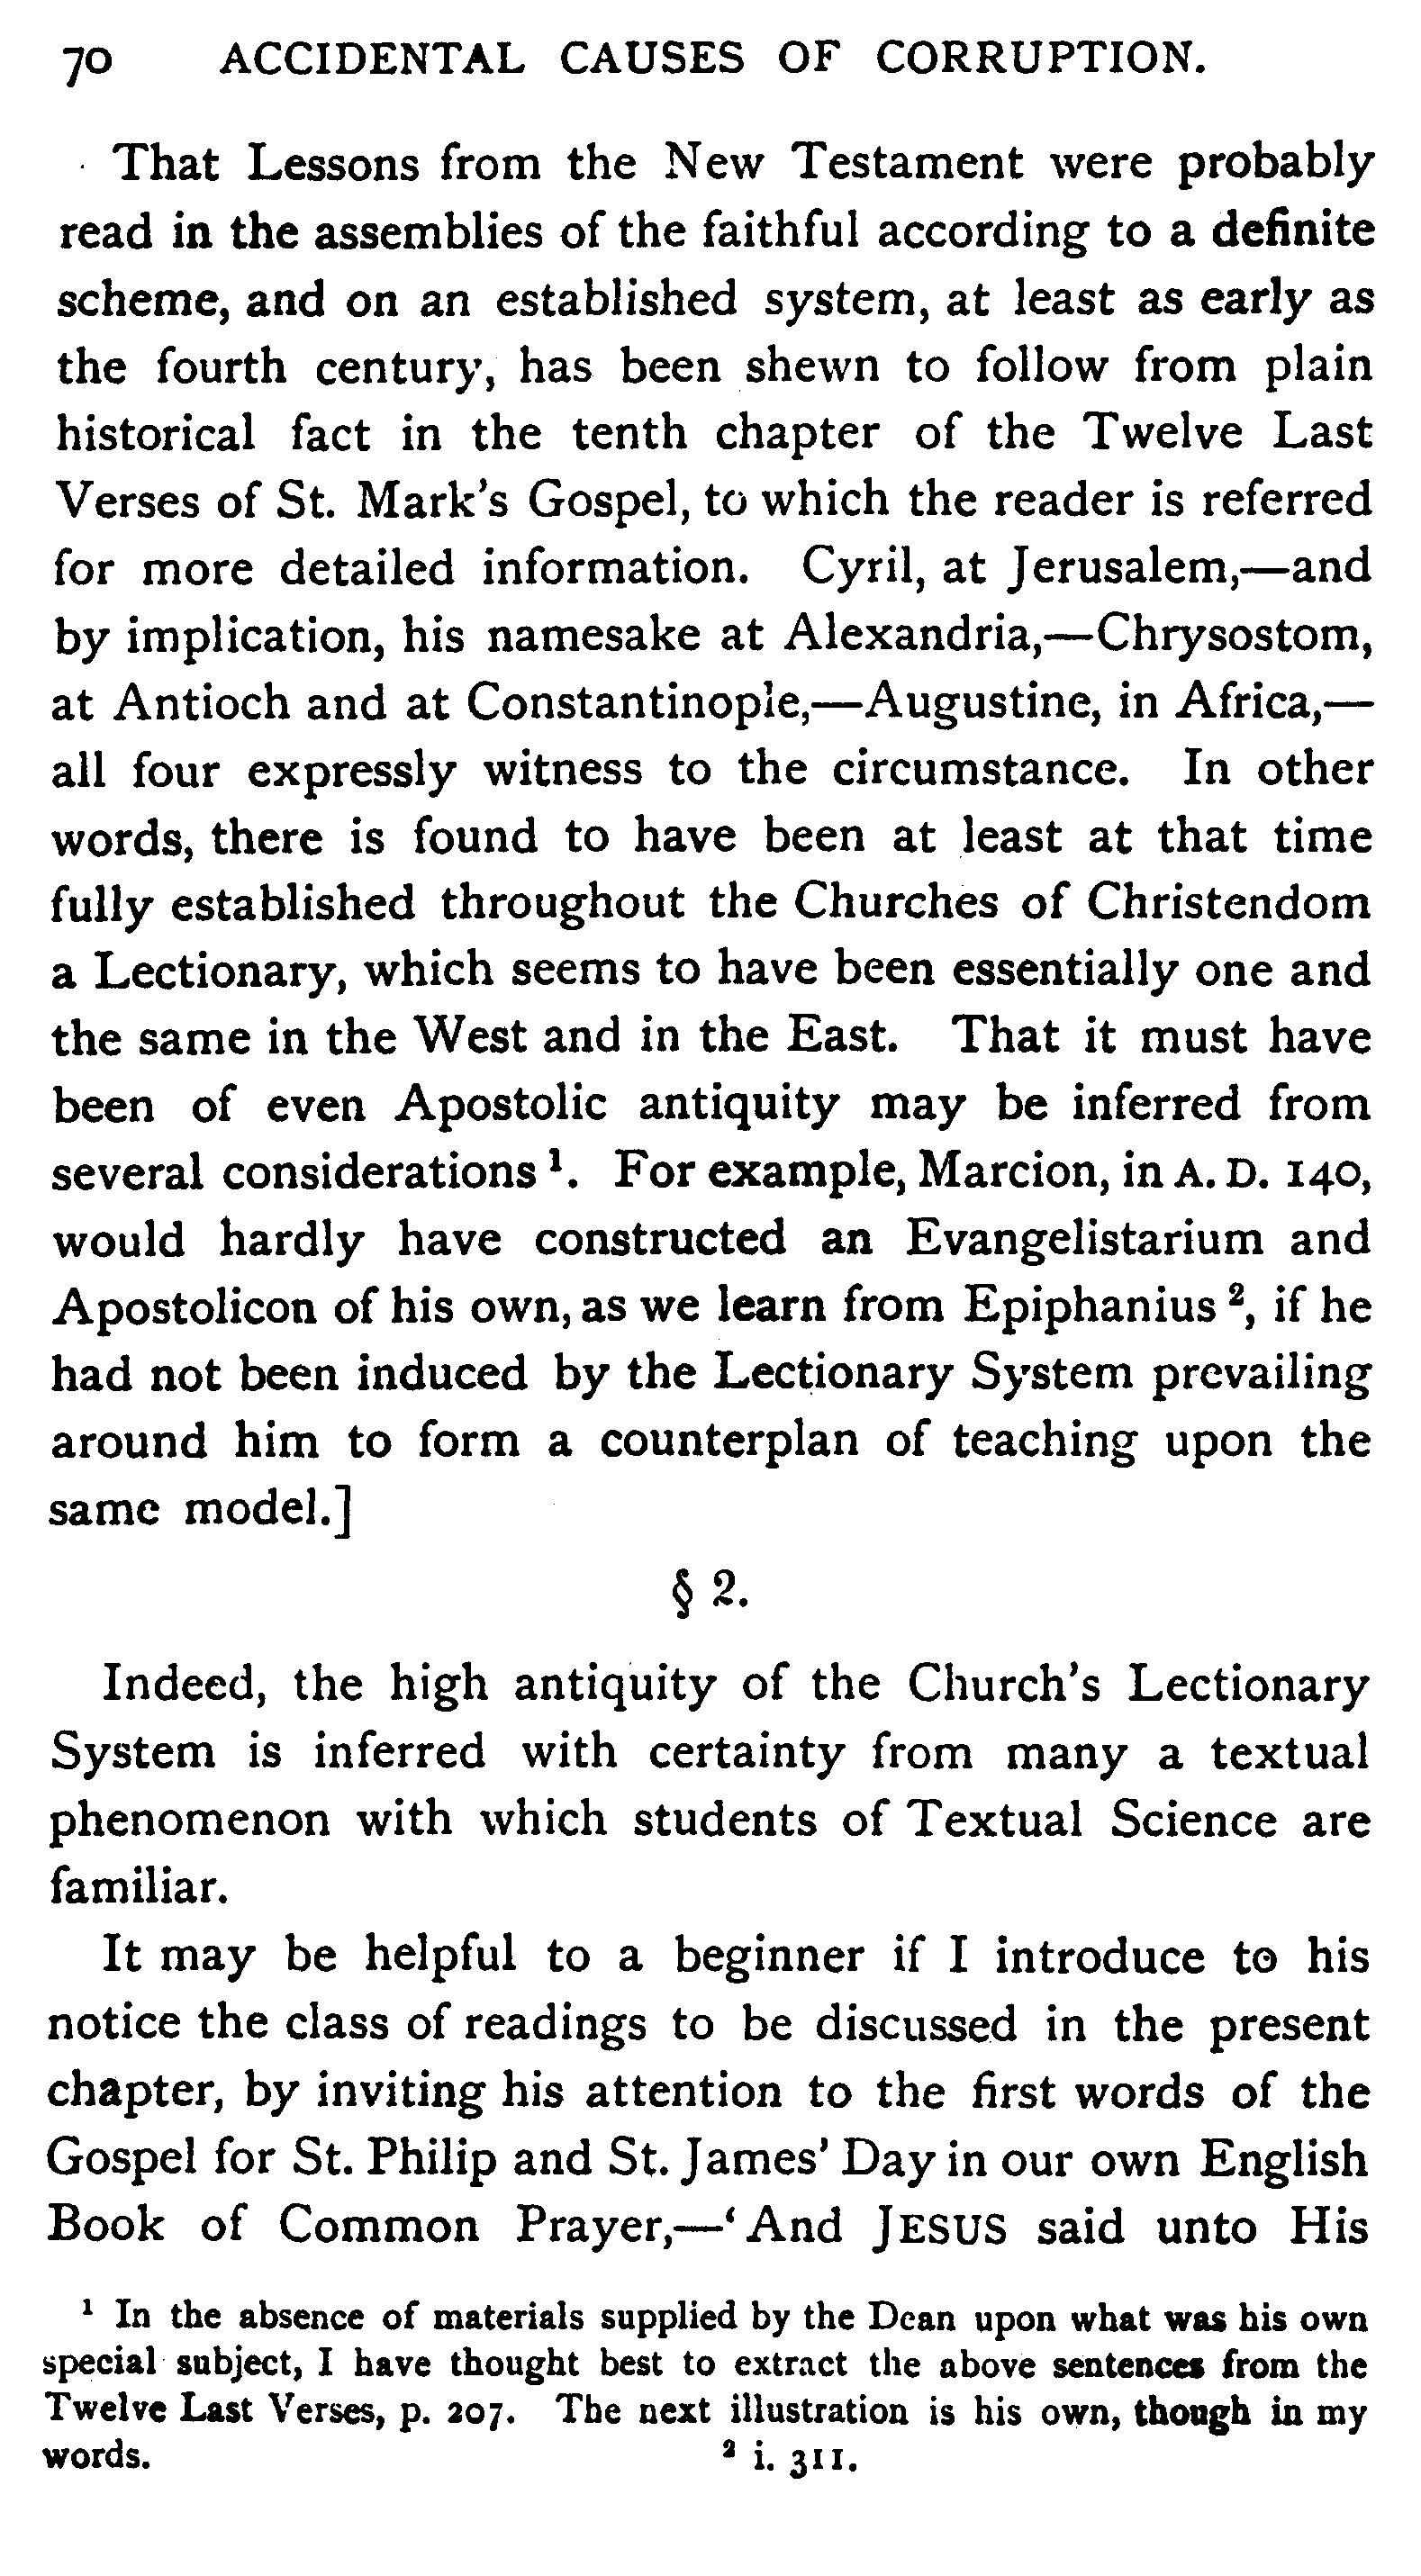 70 ACCIDENTAL CAUSES OF CORRUPTION.
That Lessons from the New Testament were probably
read in the assemblies of the faithful according to a definite
scheme, and on an established system, at least as early as
the fourth century, has been shewn to follow from plain
historical fact in the tenth chapter of the Twelve Last
Verses of St. Mark's Gospel, to which the reader is referred
for more detailed information. Cyril, at Jerusalem,—and
by implication, his namesake at Alexandria,—Chrysostom,
at Antioch and at Constantinople,—Augustine, in Africa,—
all four expressly witness to the circumstance. In other
words, there is found to have been at least at that time
fully established throughout the Churches of Christendom
a Lectionary, which seems to have been essentially one and
the same in the West and in the East. That it must have
been of even Apostolic antiquity may be inferred from
several considerations ¹. For example, Marcion, in A. D. 140,
would hardly have constructed an Evangelistarium and
Apostolicon of his own, as we learn from Epiphanius ², if he
had not been induced by the Lectionary System prevailing
around him to form a counterplan of teaching upon the
same model.]
§ 2.
Indeed, the high antiquity of the Church's Lectionary
System is inferred with certainty from many a textual
phenomenon with which students of Textual Science are
familiar.
It may be helpful to a beginner if I introduce to his
notice the class of readings to be discussed in the present
chapter, by inviting his attention to the first words of the
Gospel for St. Philip and St. James' Day in our own English
Book of Common Prayer,—‘And JESUS said unto His
¹ In the absence of materials supplied by the Dean upon what was his own
special subject, I have thought best to extract the above sentences from the
Twelve Last Verses, p. 207. The next illustration is his own, though in my
words. ² i. 311.